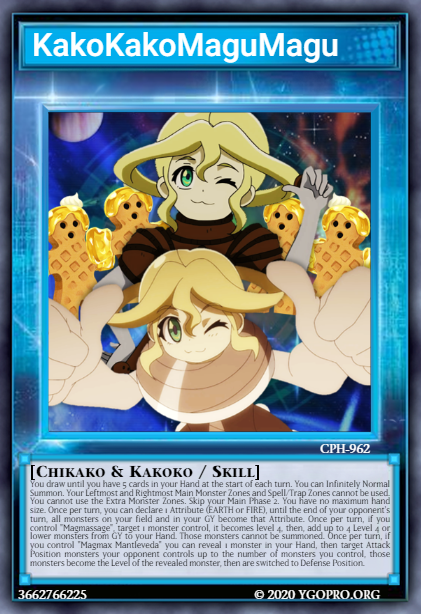 KakoKakoMaguMagu
CPH-962
[Chikako & Kakoko / Skill]
You draw until you have 5 cards in your Hand at the start of each turn. You can Infinitely Normal
Summon. Your Leftmost and Rightmost Main Monster Zones and Spell/Trap Zones cannot be used.
You cannot use the Extra Monster Zones. Skip your Main Phase 2. You have no maximum hand
size. Once per turn, you can declare 1 Attribute (EARTH or FIRE), until the end of your opponent's
turn, all monsters on your field and in your GY become that Attribute. Once per turn, if you
control "Magmassage", target 1 monster control, it becomes level 4, then, add up to 4 Level 4 or
lower monsters from GY to your Hand. Those monsters cannot be summoned. Once per turn, if
you control "Magmax Mantleveda" you can reveal 1 monster in your Hand, then target Attack
Position monsters your opponent controls up to the number of monsters you control, those
monsters become the Level of the revealed monster, then are switched to Defense Position.
3662766225
© 2020 YGOPRO.ORG